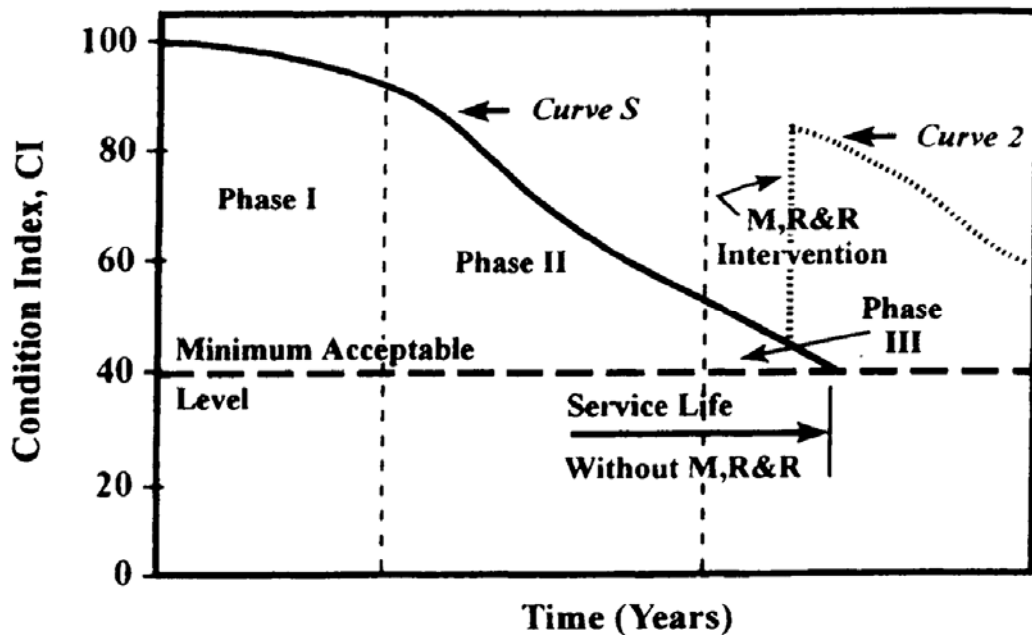 Condition Index, CI
100
80
60
40
20
0
Curve S
Curve 2
Phase I
M,R&R
Intervention
Phase II
Phase
III
Minimum Acceptable
Level
Service Life
Without M,R&R
Time (Years)